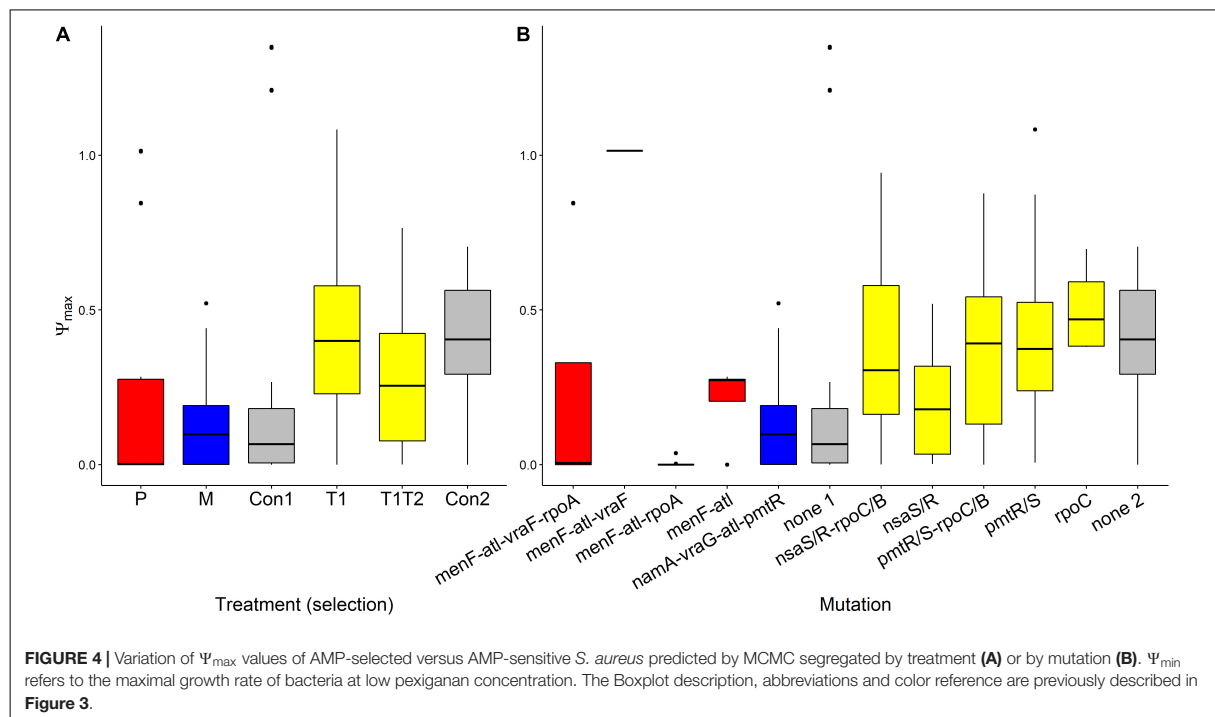 A
B
1.0
0.5
0.0
Ψmax
P M Con1 T1 T1T2 Con2
Treatment (selection)
1.0
0.5
0.0
menF-atl-vraF-rpoA
menF-atl-vraF
menF-atl-rpoA
menF-atl
namA-vraG-atl-pmtR
none 1
nsaS/R-rpoC/B
nsaS/R
pmtR/S-rpoC/B
pmtR/S
rpoC
none 2
Mutation
FIGURE 4 | Variation of Ψmax values of AMP-selected versus AMP-sensitive S. aureus predicted by MCMC segregated by treatment (A) or by mutation (B). Ψmin
refers to the maximal growth rate of bacteria at low pexiganan concentration. The Boxplot description, abbreviations and color reference are previously described in
Figure 3.